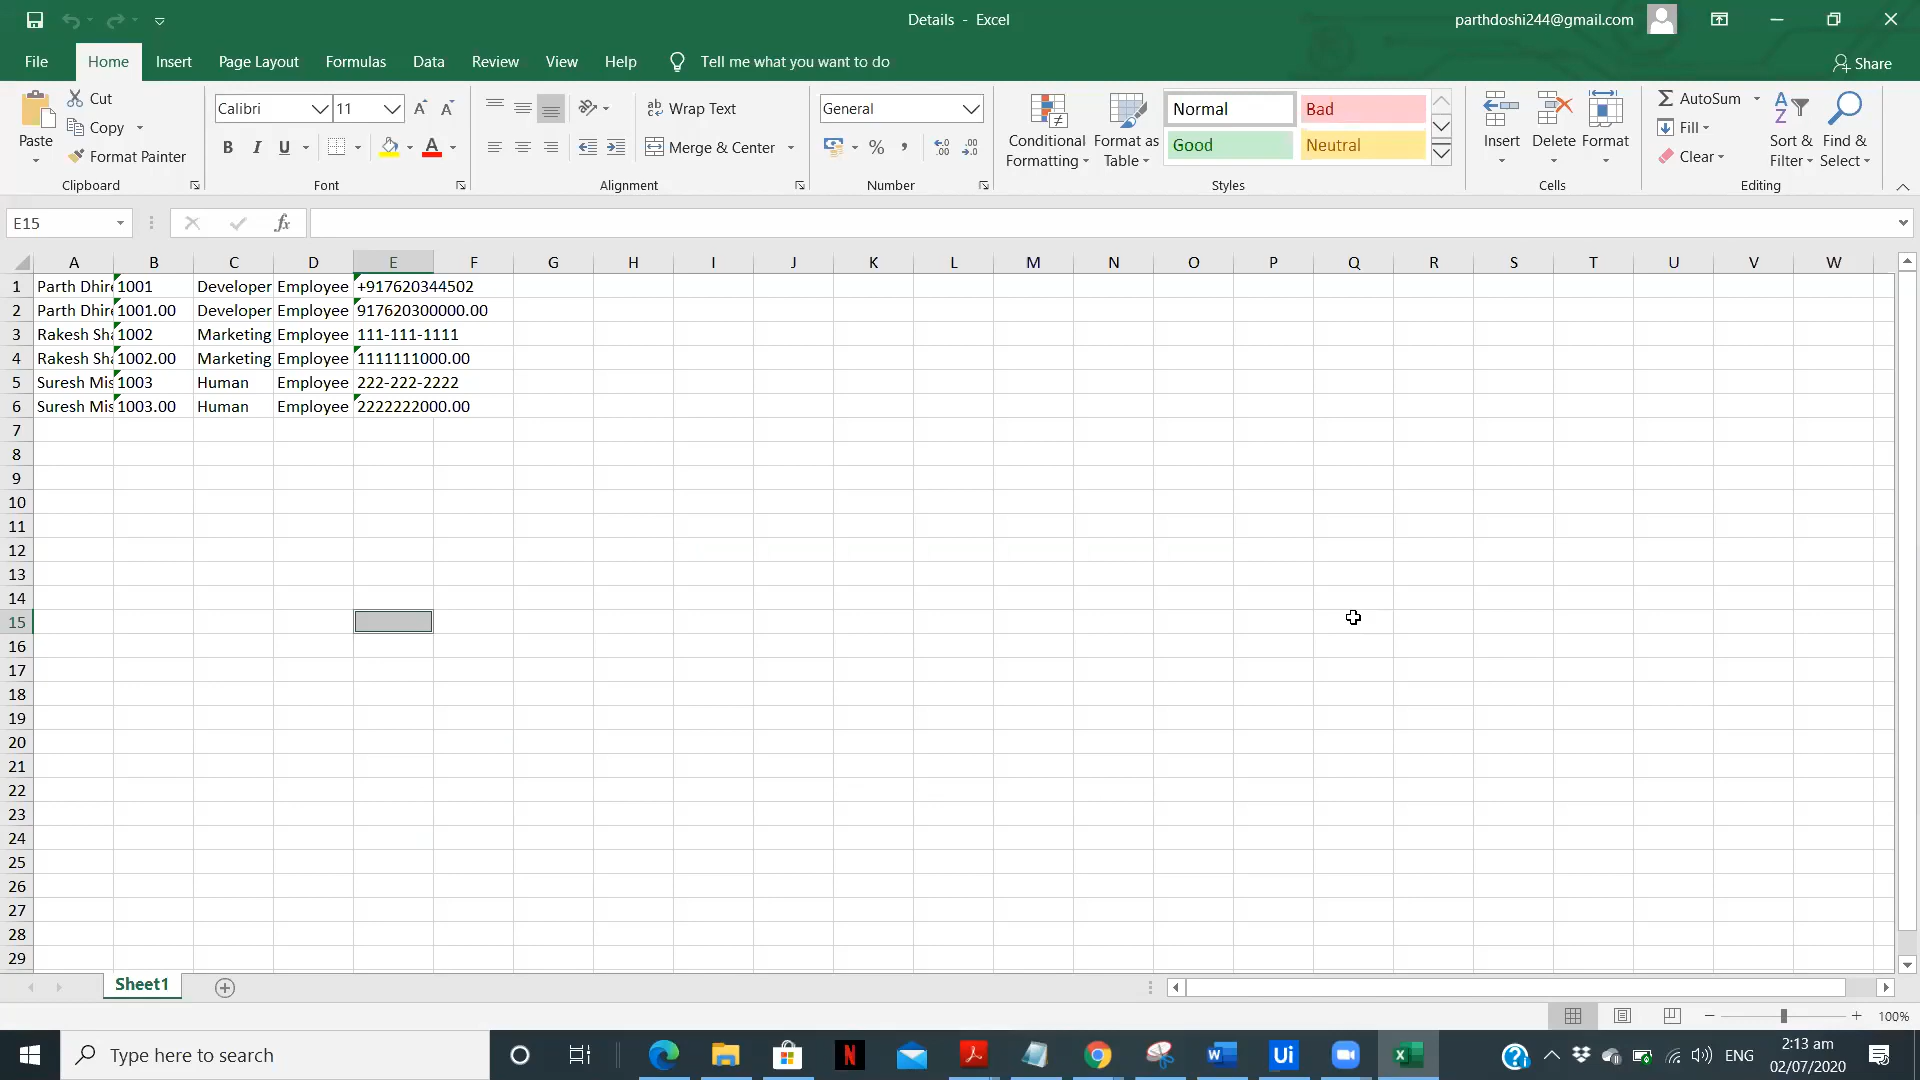 Details - Excel
parthdoshi244@gmail.com
File Home Insert Page Layout Formulas Data Review View Help Tell me what you want to do Share
Paste
Cut
Copy
Format Painter
Clipboard
Calibri 11
B I U
Font
Wrap Text
Merge & Center
Alignment
General
% ,
Number
Conditional Formatting
Format as Table
Normal Bad
Good Neutral
Styles
Insert Delete Format
Cells
AutoSum
Fill
Clear
Sort & Filter
Find & Select
Editing
E15 fx
A B C D E F G H I J K L M N O P Q R S T U V W
1 Parth Dhire 1001 Developer Employee +917620344502
2 Parth Dhire 1001.00 Developer Employee 917620300000.00
3 Rakesh Sha 1002 Marketing Employee 111-111-1111
4 Rakesh Sha 1002.00 Marketing Employee 1111111000.00
5 Suresh Mis 1003 Human Employee 222-222-2222
6 Suresh Mis 1003.00 Human Employee 2222222000.00
7
8
9
10
11
12
13
14
15
16
17
18
19
20
21
22
23
24
25
26
27
28
29
Sheet1
100%
Type here to search
ENG
2:13 am
02/07/2020